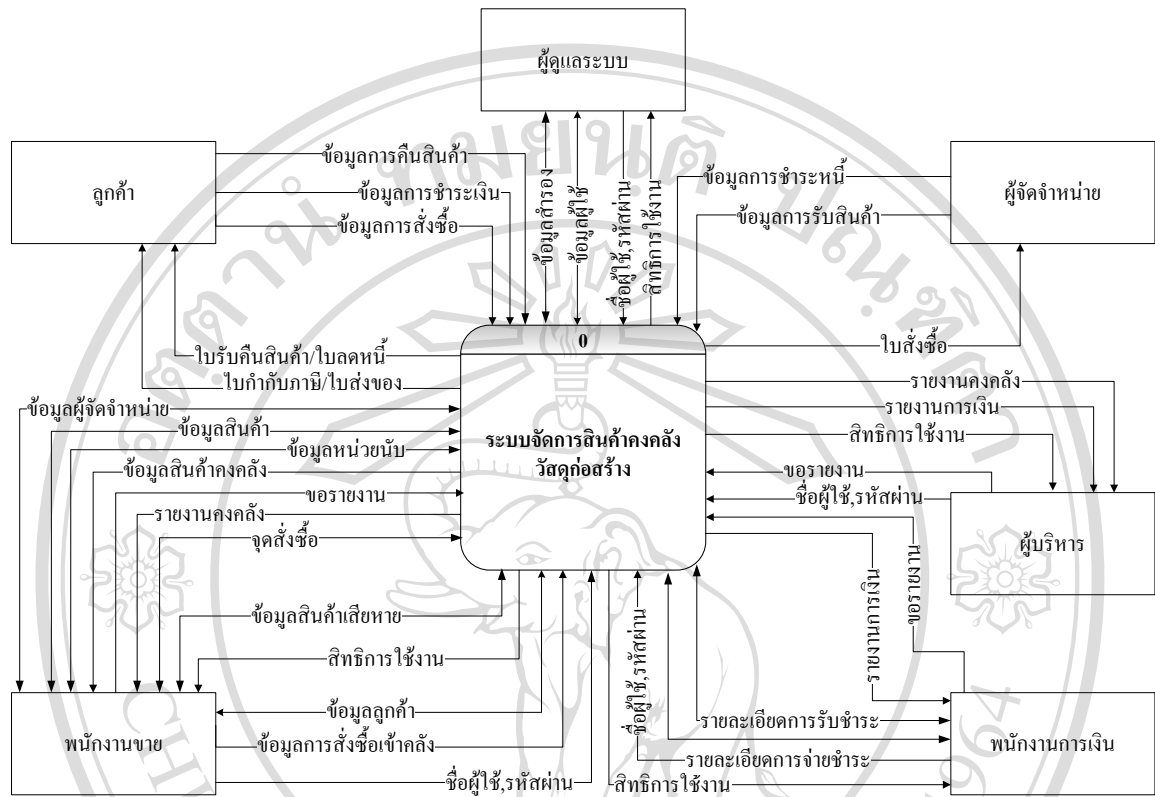 ผู้ดูแลระบบ
ลูกค้า
ผู้จัดจำหน่าย
ข้อมูลการคืนสินค้า
ข้อมูลการชำระเงิน
ข้อมูลการสั่งซื้อ
ข้อมูลสำรอง
ข้อมูลผู้ใช้
ชื่อผู้ใช้,รหัสผ่าน
สิทธิการใช้งาน
ข้อมูลการชำระหนี้
ข้อมูลการรับสินค้า
ใบรับคืนสินค้า/ใบลดหนี้
ใบกำกับภาษี/ใบส่งของ
ใบสั่งซื้อ
0
ระบบจัดการสินค้าคงคลัง
วัสดุก่อสร้าง
ข้อมูลผู้จัดจำหน่าย
ข้อมูลสินค้า
ข้อมูลหน่วยนับ
ข้อมูลสินค้าคงคลัง
ขอรายงาน
รายงานคงคลัง
จุดสั่งซื้อ
รายงานคงคลัง
รายงานการเงิน
สิทธิการใช้งาน
ขอรายงาน
ชื่อผู้ใช้,รหัสผ่าน
ผู้บริหาร
ข้อมูลสินค้าเสียหาย
สิทธิการใช้งาน
ข้อมูลลูกค้า
ข้อมูลการสั่งซื้อเข้าคลัง
ชื่อผู้ใช้,รหัสผ่าน
พนักงานขาย
ชื่อผู้ใช้,รหัสผ่าน
รายงานการเงิน
ขอรายงาน
รายละเอียดการรับชำระ
รายละเอียดการจ่ายชำระ
สิทธิการใช้งาน
พนักงานการเงิน
1964